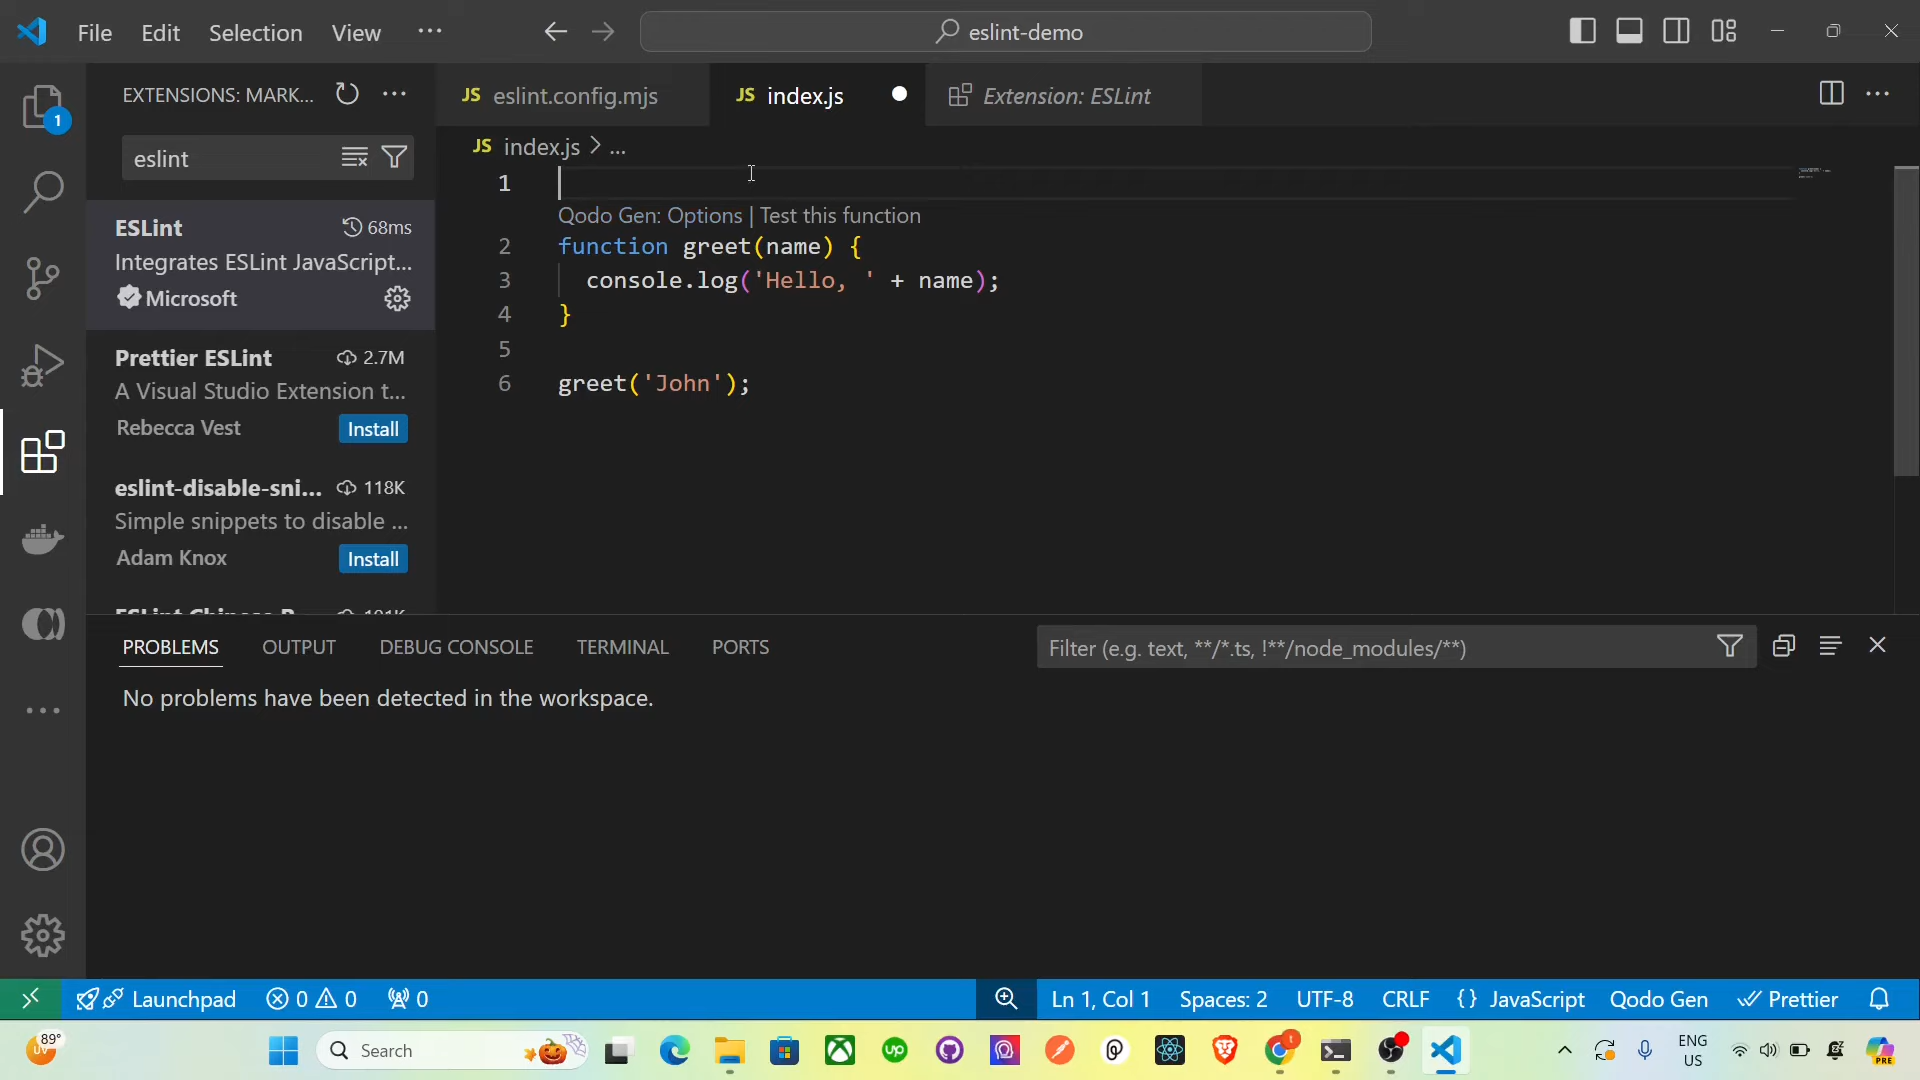 File Edit Selection View ...
eslint-demo
EXTENSIONS: MARK...
JS eslint.config.mjs
JS index.js
Extension: ESLint
eslint
JS index.js > ...
ESLint 68ms
Integrates ESLint JavaScript...
Microsoft
Prettier ESLint 2.7M
A Visual Studio Extension t...
Rebecca Vest Install
eslint-disable-sni... 118K
Simple snippets to disable ...
Adam Knox Install
1
Qodo Gen: Options | Test this function
2 function greet(name) {
3 console.log('Hello, ' + name);
4 }
5
6 greet('John');
1
PROBLEMS OUTPUT DEBUG CONSOLE TERMINAL PORTS
Filter (e.g. text, **/*.ts, !**/node_modules/**)
No problems have been detected in the workspace.
Launchpad 0 0 0
Ln 1, Col 1 Spaces: 2 UTF-8 CRLF {} JavaScript Qodo Gen Prettier
89°
UV
Search
up
t
ENG
US
PRE